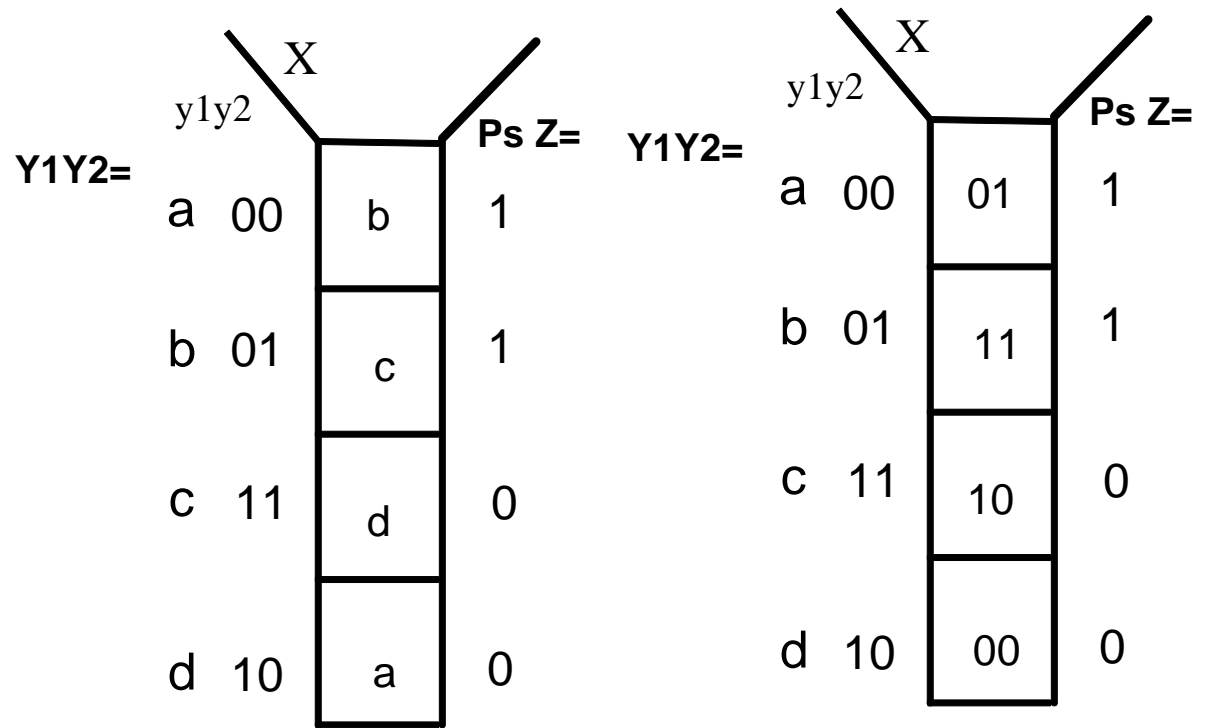 X
y1y2
Ps Z=
Y1Y2=
a 00 b 1
b 01 c 1
c 11 d 0
d 10 a 0
X
y1y2
Ps Z=
Y1Y2=
a 00 01 1
b 01 11 1
c 11 10 0
d 10 00 0